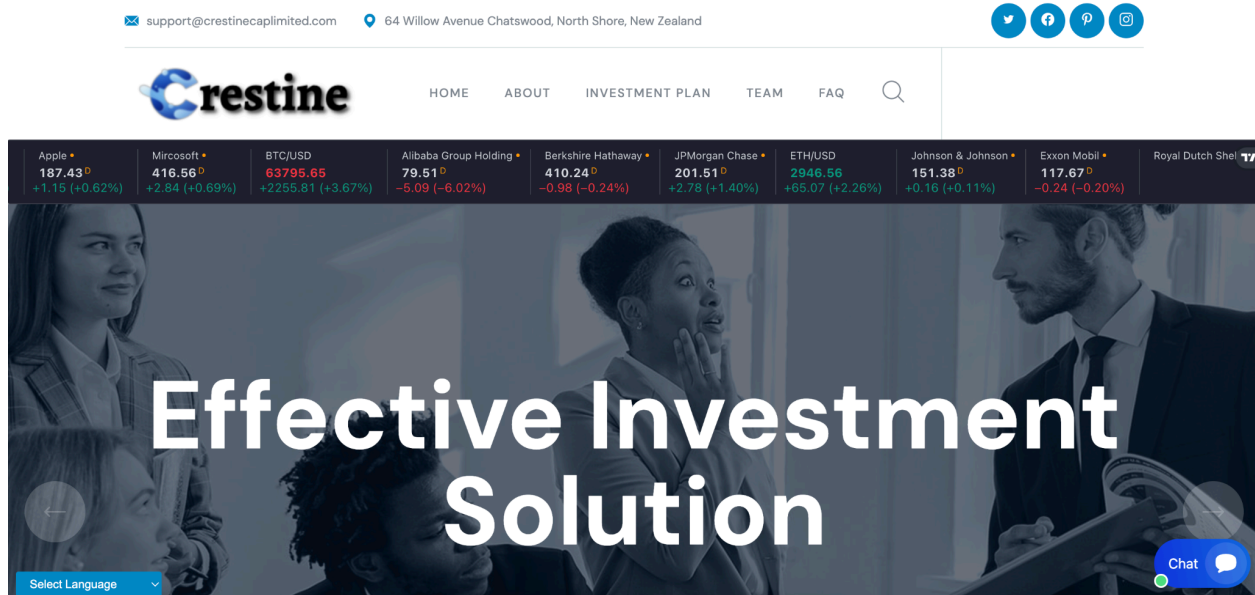 support@crestinecaplimited.com
64 Willow Avenue Chatswood, North Shore, New Zealand
Crestine
HOME
ABOUT
INVESTMENT PLAN
TEAM
FAQ
Apple
187.43 D
+1.15 (+0.62%)
Mircosoft
416.56 D
+2.84 (+0.69%)
BTC/USD
63795.65
+2255.81 (+3.67%)
Alibaba Group Holding
79.51 D
−5.09 (−6.02%)
Berkshire Hathaway
410.24 D
−0.98 (−0.24%)
JPMorgan Chase
201.51 D
+2.78 (+1.40%)
ETH/USD
2946.56
+65.07 (+2.26%)
Johnson & Johnson
151.38 D
+0.16 (+0.11%)
Exxon Mobil
117.67 D
−0.24 (−0.20%)
Royal Dutch Shel
Effective Investment
Solution
Select Language
Chat